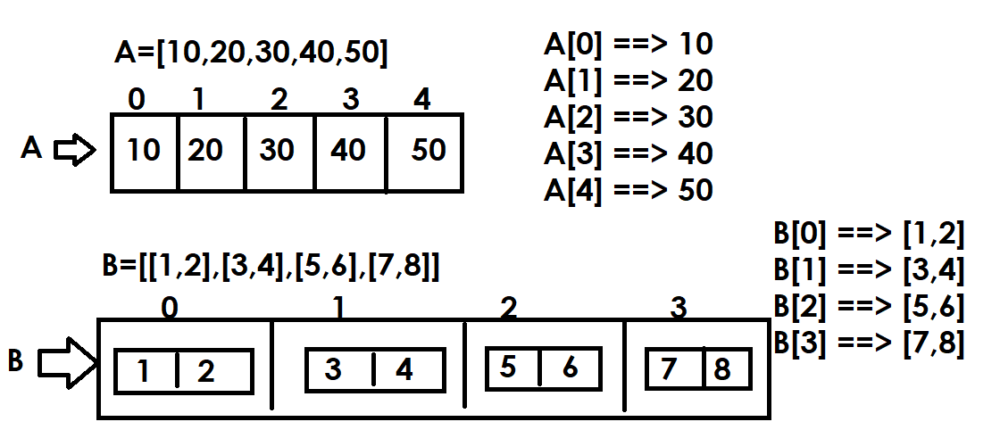 A=[10,20,30,40,50]
0 1 2 3 4
A 10 20 30 40 50
A[0] ==> 10
A[1] ==> 20
A[2] ==> 30
A[3] ==> 40
A[4] ==> 50
B=[[1,2],[3,4],[5,6],[7,8]]
0 1 2 3
B 1 2 3 4 5 6 7 8
B[0] ==> [1,2]
B[1] ==> [3,4]
B[2] ==> [5,6]
B[3] ==> [7,8]